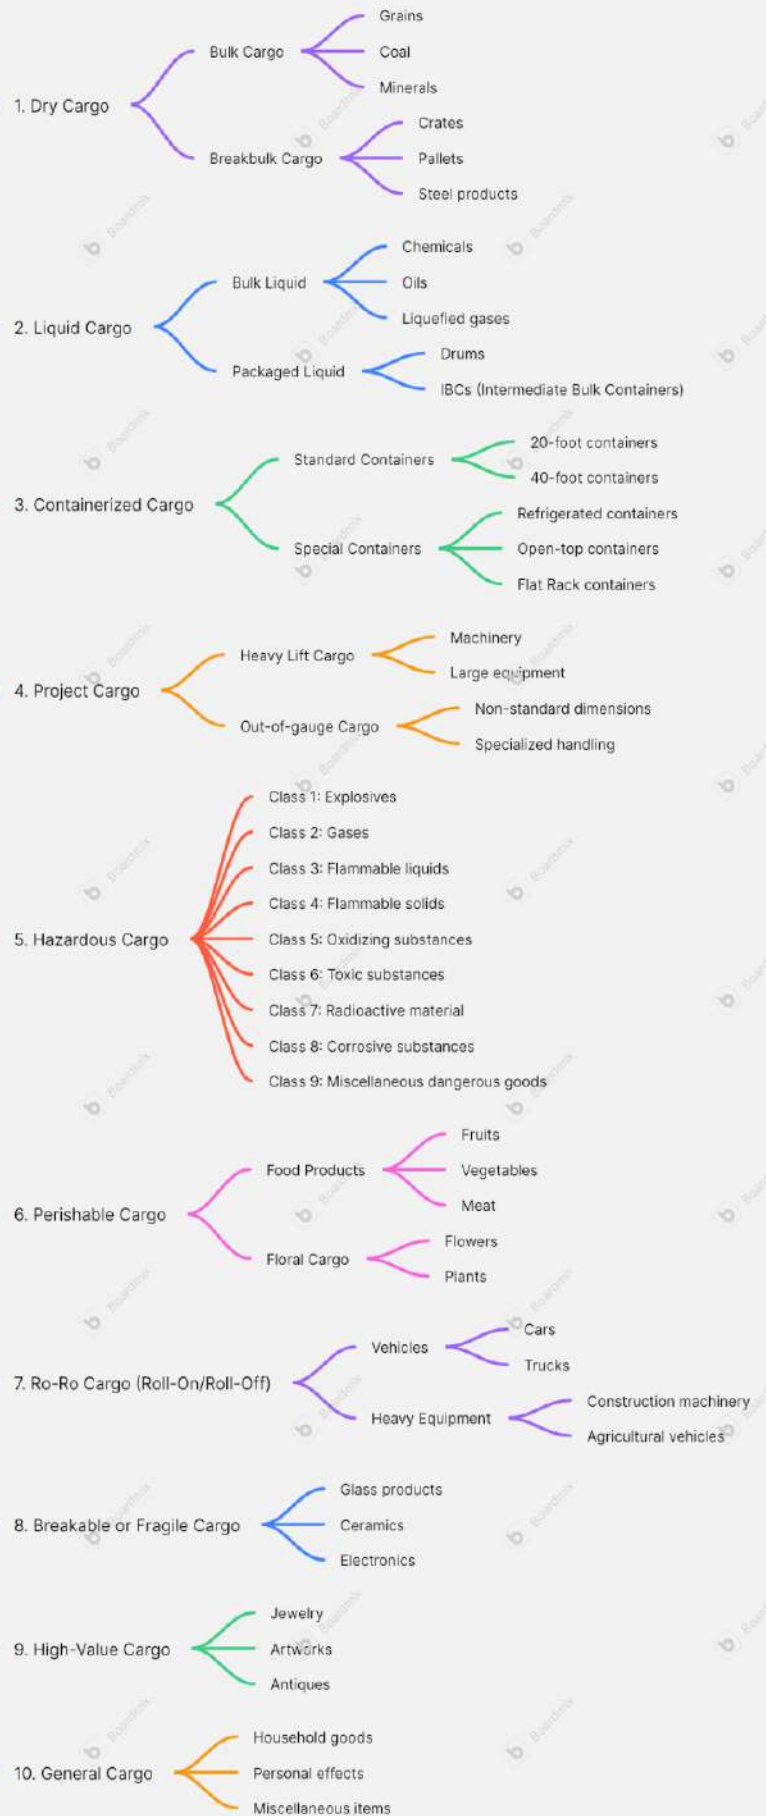 1. Dry Cargo
Bulk Cargo
Grains
Coal
Minerals
Breakbulk Cargo
Crates
Pallets
Steel products
2. Liquid Cargo
Bulk Liquid
Chemicals
Oils
Liquefied gases
Packaged Liquid
Drums
IBCs (Intermediate Bulk Containers)
3. Containerized Cargo
Standard Containers
20-foot containers
40-foot containers
Special Containers
Refrigerated containers
Open-top containers
Flat Rack containers
4. Project Cargo
Heavy Lift Cargo
Machinery
Large equipment
Out-of-gauge Cargo
Non-standard dimensions
Specialized handling
5. Hazardous Cargo
Class 1: Explosives
Class 2: Gases
Class 3: Flammable liquids
Class 4: Flammable solids
Class 5: Oxidizing substances
Class 6: Toxic substances
Class 7: Radioactive material
Class 8: Corrosive substances
Class 9: Miscellaneous dangerous goods
6. Perishable Cargo
Food Products
Fruits
Vegetables
Meat
Floral Cargo
Flowers
Plants
7. Ro-Ro Cargo (Roll-On/Roll-Off)
Vehicles
Cars
Trucks
Heavy Equipment
Construction machinery
Agricultural vehicles
8. Breakable or Fragile Cargo
Glass products
Ceramics
Electronics
9. High-Value Cargo
Jewelry
Artworks
Antiques
10. General Cargo
Household goods
Personal effects
Miscellaneous items